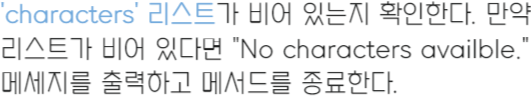 'characters' 리스트가 비어 있는지 확인한다. 만약
리스트가 비어 있다면 "No characters availble."
메세지를 출력하고 메서드를 종료한다.